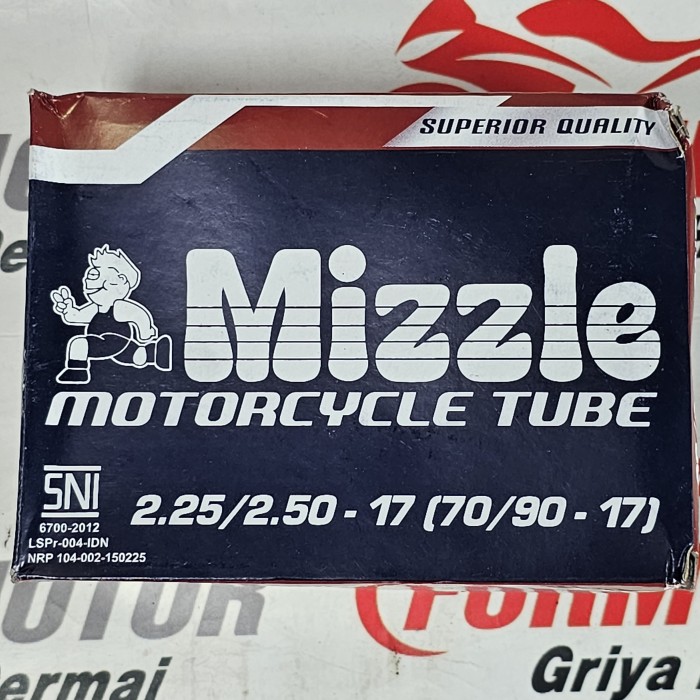 SUPERIOR QUALITY
Mizzle
MOTORCYCLE TUBE
SNI
6700-2012
LSPr-004-IDN
NRP 104-002-150225
2.25/2.50 - 17 (70/90 - 17)
Griya